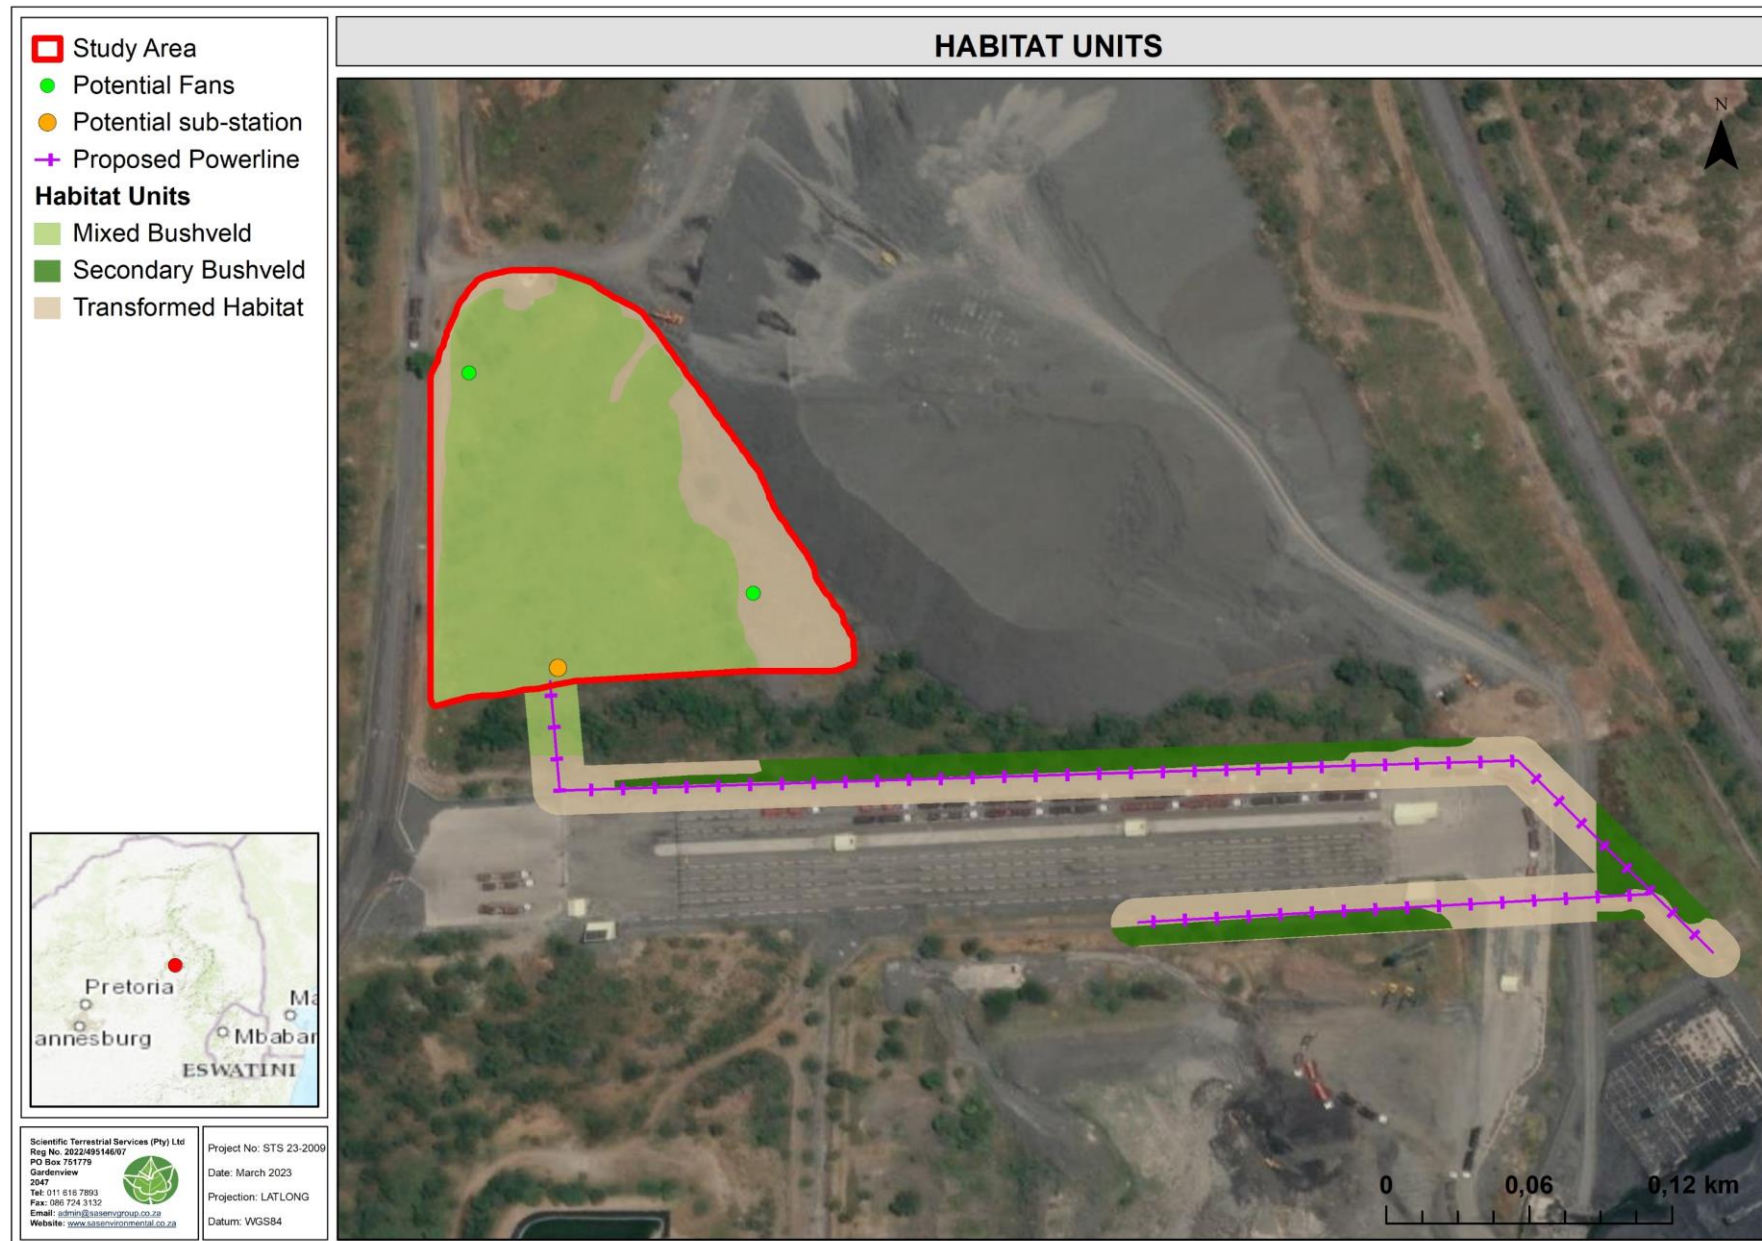 HABITAT UNITS
Study Area
Potential Fans
Potential sub-station
Proposed Powerline
Habitat Units
Mixed Bushveld
Secondary Bushveld
Transformed Habitat
N
Pretoria
annesburg
Ma
Mbabar
ESWATINI
0 0,06 0,12 km
Scientific Terrestrial Services (Pty) Ltd
Reg No. 2022/495146/07
PO Box 751779
Gardenview
2047
Tel: 011 616 7893
Fax: 086 724 3132
Email: admin@sasenvgroup.co.za
Website: www.sasenvironmental.co.za
Project No: STS 23-2009
Date: March 2023
Projection: LATLONG
Datum: WGS84